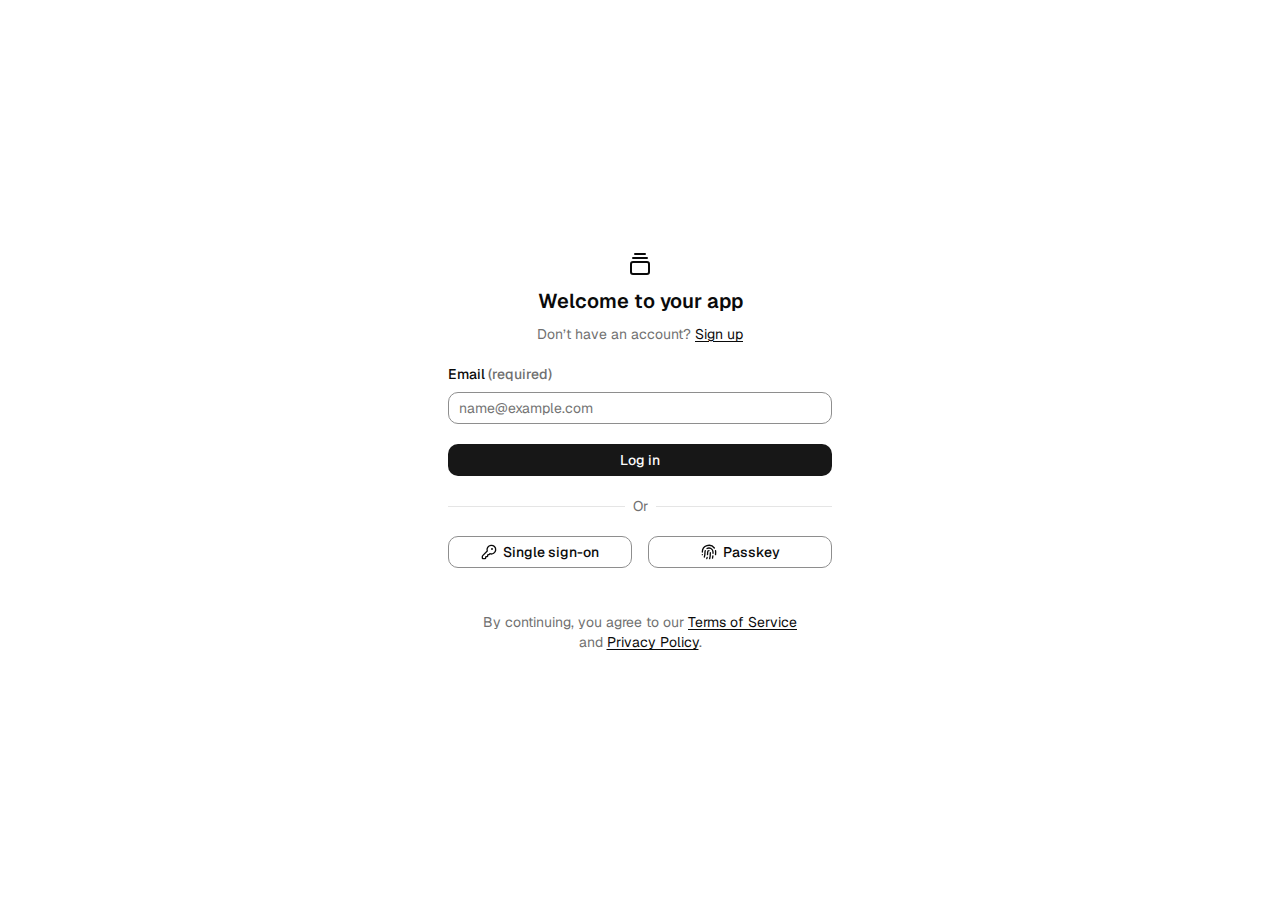 Welcome to your app
Don't have an account? Sign up
Email (required)
name@example.com
Log in
Or
Single sign-on
Passkey
By continuing, you agree to our Terms of Service
and Privacy Policy.